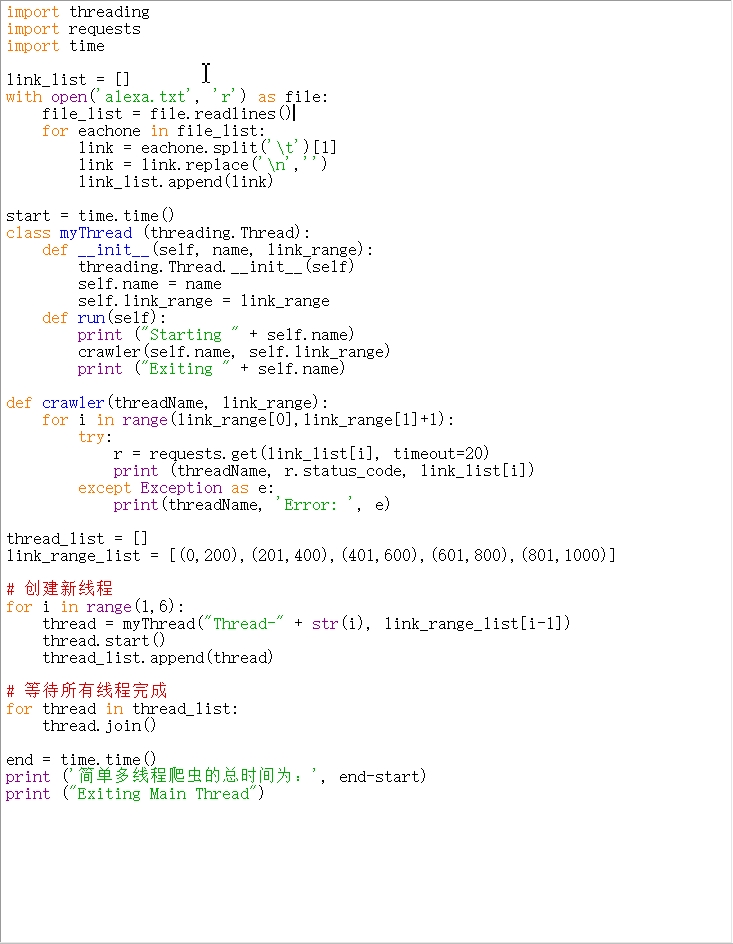 import threading
import requests
import time

link_list = []
with open('alexa.txt', 'r') as file:
    file_list = file.readlines()
    for eachone in file_list:
        link = eachone.split('\t')[1]
        link = link.replace('\n','')
        link_list.append(link)

start = time.time()
class myThread (threading.Thread):
    def __init__(self, name, link_range):
        threading.Thread.__init__(self)
        self.name = name
        self.link_range = link_range
    def run(self):
        print ("Starting " + self.name)
        crawler(self.name, self.link_range)
        print ("Exiting " + self.name)

def crawler(threadName, link_range):
    for i in range(link_range[0],link_range[1]+1):
        try:
            r = requests.get(link_list[i], timeout=20)
            print (threadName, r.status_code, link_list[i])
        except Exception as e:
            print(threadName, 'Error: ', e)

thread_list = []
link_range_list = [(0,200),(201,400),(401,600),(601,800),(801,1000)]

# 创建新线程
for i in range(1,6):
    thread = myThread("Thread-" + str(i), link_range_list[i-1])
    thread.start()
    thread_list.append(thread)

# 等待所有线程完成
for thread in thread_list:
    thread.join()

end = time.time()
print ('简单多线程爬虫的总时间为：', end-start)
print ("Exiting Main Thread")